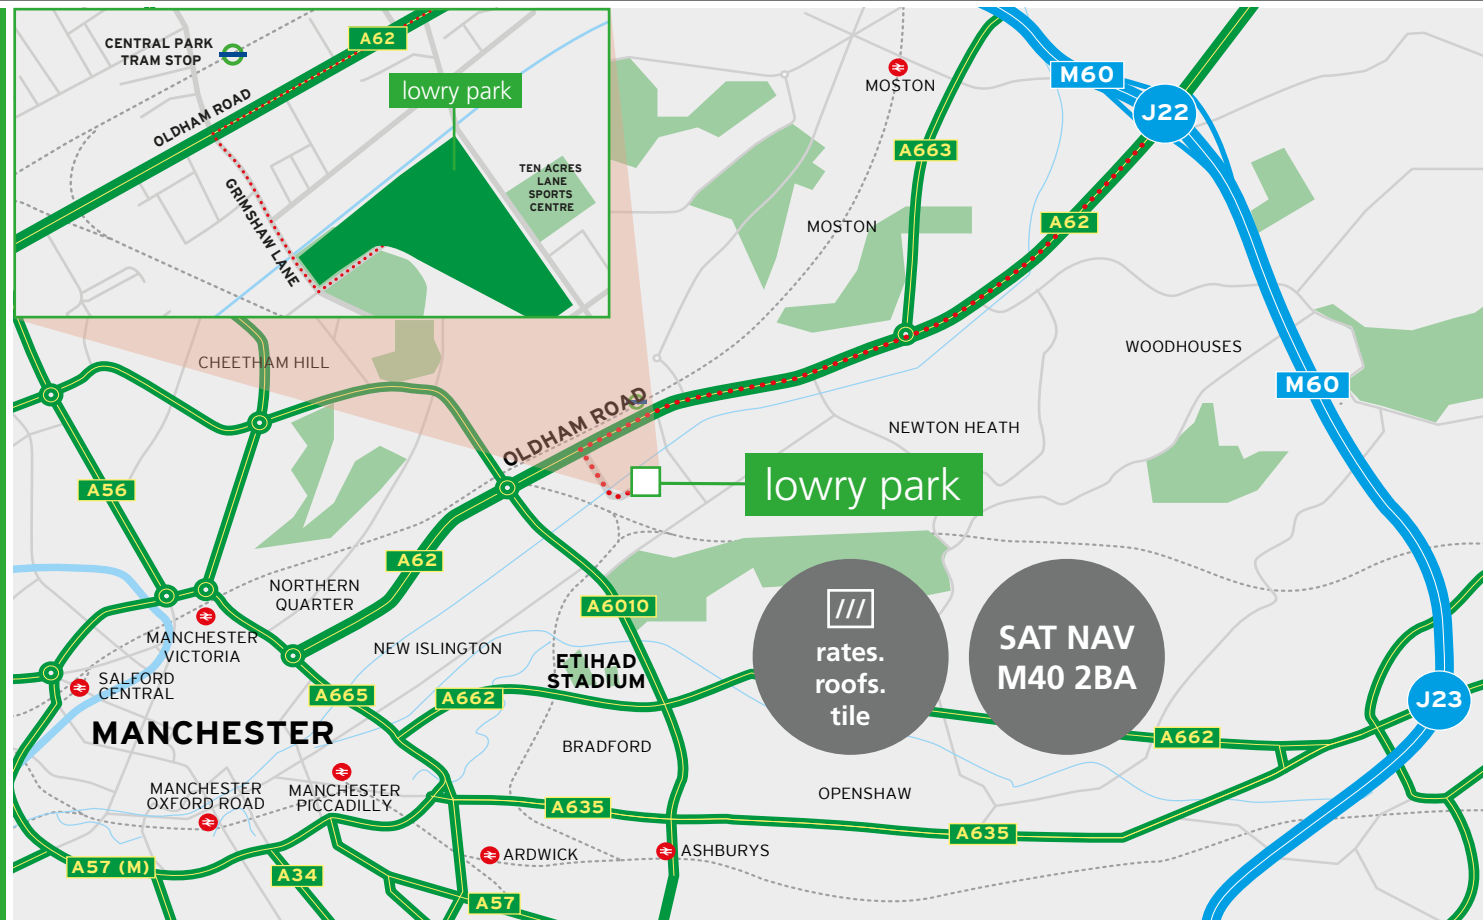 CENTRAL PARK
TRAM STOP
A62
OLDHAM ROAD
lowry park
GRIMSHAW LANE
TEN ACRES
LANE
SPORTS
CENTRE
MOSTON
M60
J22
A663
A62
MOSTON
WOODHOUSES
M60
CHEETHAM HILL
OLDHAM ROAD
NEWTON HEATH
lowry park
A56
A62
NORTHERN
QUARTER
A6010
MANCHESTER
VICTORIA
NEW ISLINGTON
ETIHAD
STADIUM
///
rates.
roofs.
tile
SAT NAV
M40 2BA
SALFORD
CENTRAL
A665
A662
J23
MANCHESTER
BRADFORD
A662
MANCHESTER
OXFORD ROAD
MANCHESTER
PICCADILLY
A635
OPENSHAW
A635
ARDWICK
ASHBURYS
A57 (M)
A34
A57